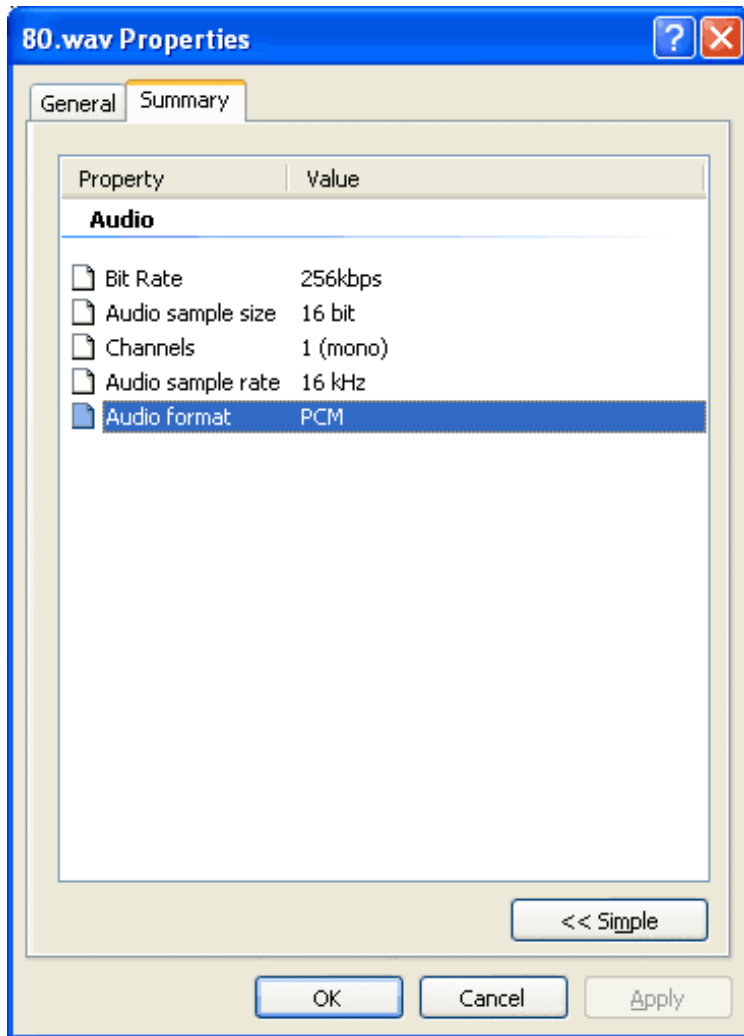 80.wav Properties
General Summary
Property Value
Audio
Bit Rate 256kbps
Audio sample size 16 bit
Channels 1 (mono)
Audio sample rate 16 kHz
Audio format PCM
<< Simple
OK Cancel Apply